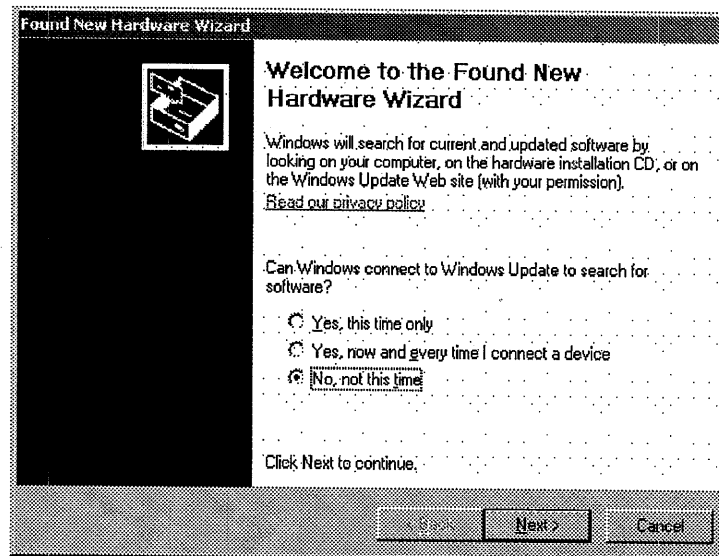 Found New Hardware Wizard
Welcome to the Found New
Hardware Wizard
Windows will search for current and updated software by
looking on your computer, on the hardware installation CD, or on
the Windows Update Web site (with your permission).
Read our privacy policy
Can Windows connect to Windows Update to search for
software?
Yes, this time only
Yes, now and every time I connect a device
No, not this time
Click Next to continue.
< Back
Next >
Cancel